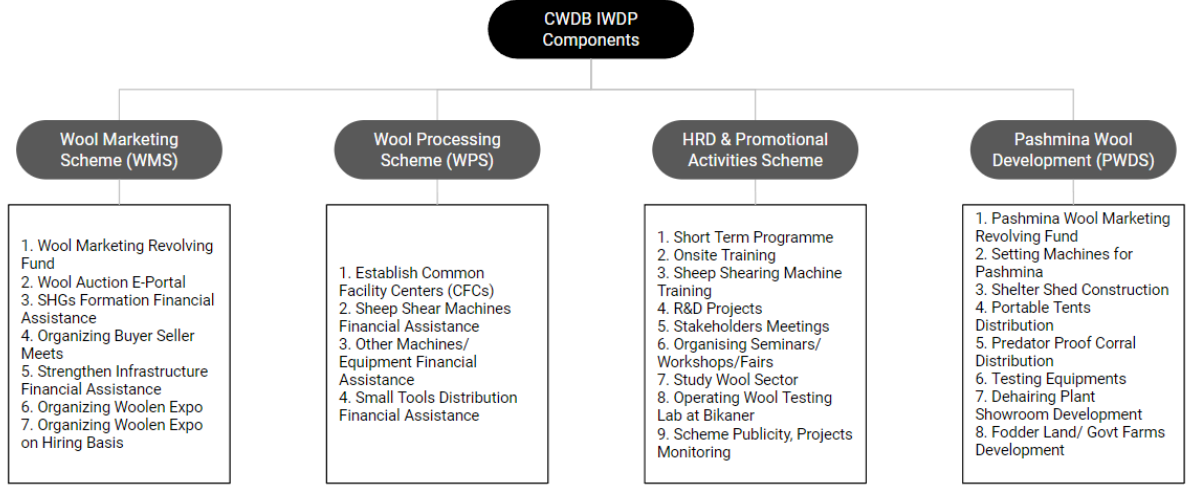 CWDB IWDP
Components
Wool Marketing
Scheme (WMS)
1. Wool Marketing Revolving
Fund
2. Wool Auction E-Portal
3. SHGs Formation Financial
Assistance
4. Organizing Buyer Seller
Meets
5. Strengthen Infrastructure
Financial Assistance
6. Organizing Woolen Expo
7. Organizing Woolen Expo
on Hiring Basis
Wool Processing
Scheme (WPS)
1. Establish Common
Facility Centers (CFCs)
2. Sheep Shear Machines
Financial Assistance
3. Other Machines/
Equipment Financial
Assistance
4. Small Tools Distribution
Financial Assistance
HRD & Promotional
Activities Scheme
1. Short Term Programme
2. Onsite Training
3. Sheep Shearing Machine
Training
4. R&D Projects
5. Stakeholders Meetings
6. Organising Seminars/
Workshops/Fairs
7. Study Wool Sector
8. Operating Wool Testing
Lab at Bikaner
9. Scheme Publicity, Projects
Monitoring
Pashmina Wool
Development (PWDS)
1. Pashmina Wool Marketing
Revolving Fund
2. Setting Machines for
Pashmina
3. Shelter Shed Construction
4. Portable Tents
Distribution
5. Predator Proof Corral
Distribution
6. Testing Equipments
7. Dehairing Plant
Showroom Development
8. Fodder Land/ Govt Farms
Development